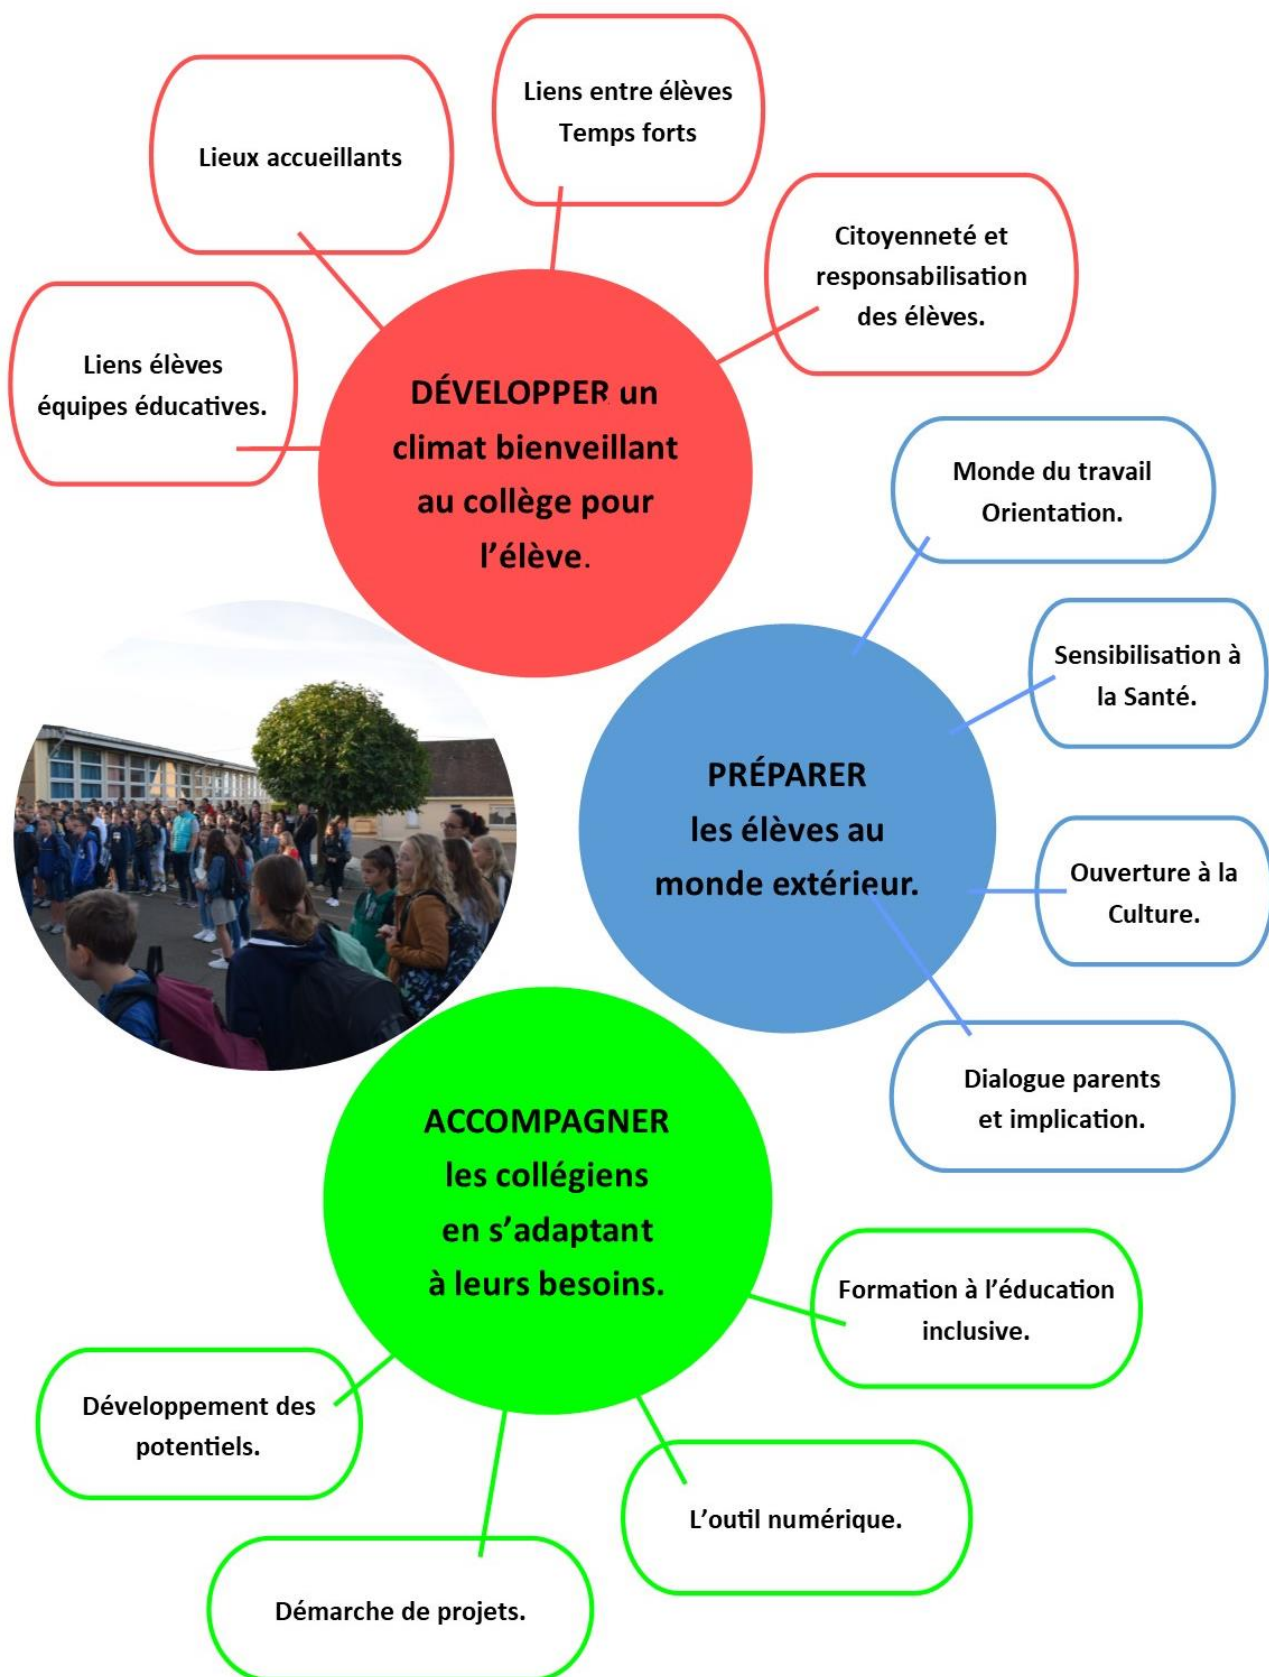 Liens entre élèves
Temps forts
Lieux accueillants
Citoyenneté et
responsabilisation
des élèves.
Liens élèves
équipes éducatives.
DÉVELOPPER un
climat bienveillant
au collège pour
l’élève.
Monde du travail
Orientation.
Sensibilisation à
la Santé.
PRÉPARER
les élèves au
monde extérieur.
Ouverture à la
Culture.
Dialogue parents
et implication.
ACCOMPAGNER
les collégiens
en s’adaptant
à leurs besoins.
Formation à l’éducation
inclusive.
Développement des
potentiels.
L’outil numérique.
Démarche de projets.